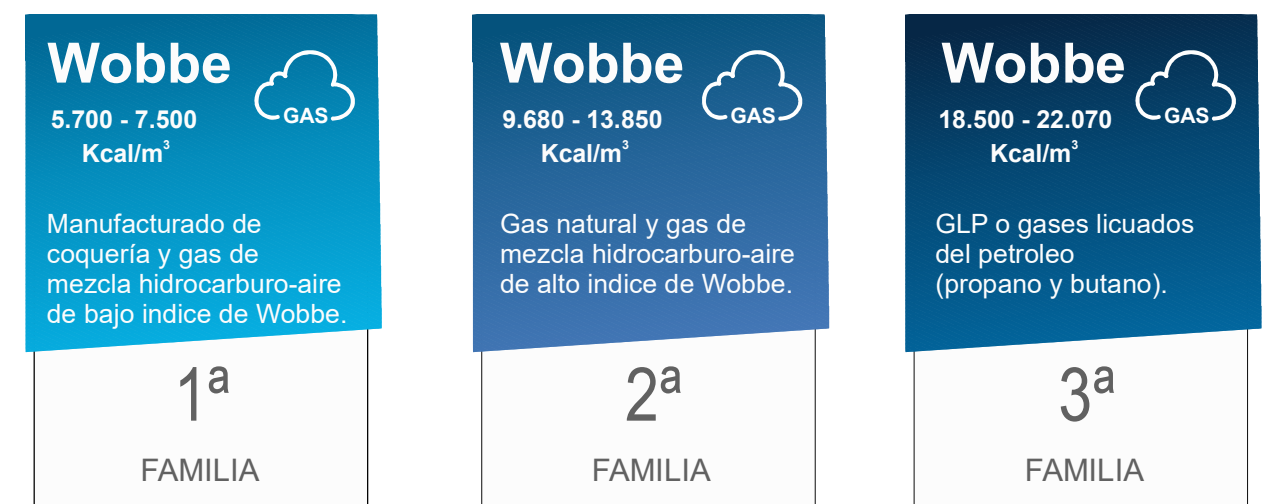 Wobbe
GAS
5.700 - 7.500
Kcal/m³
Manufacturado de
coquería y gas de
mezcla hidrocarburo-aire
de bajo indice de Wobbe.
1ª
FAMILIA
Wobbe
GAS
9.680 - 13.850
Kcal/m³
Gas natural y gas de
mezcla hidrocarburo-aire
de alto indice de Wobbe.
2ª
FAMILIA
Wobbe
GAS
18.500 - 22.070
Kcal/m³
GLP o gases licuados
del petroleo
(propano y butano).
3ª
FAMILIA